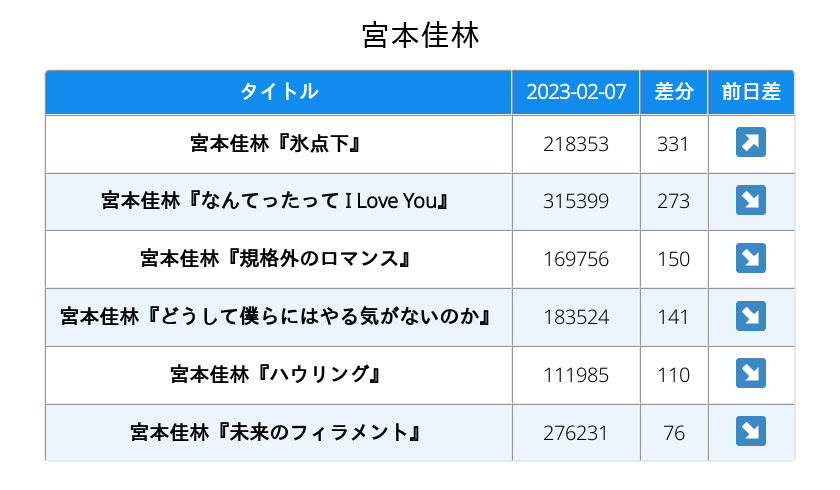 宮本佳林
タイトル 2023-02-07 差分 前日差
宮本佳林『氷点下』 218353 331 ↗
宮本佳林『なんてったって I Love You』 315399 273 ↘
宮本佳林『規格外のロマンス』 169756 150 ↘
宮本佳林『どうして僕らにはやる気がないのか』 183524 141 ↘
宮本佳林『ハウリング』 111985 110 ↘
宮本佳林『未来のフィラメント』 276231 76 ↘